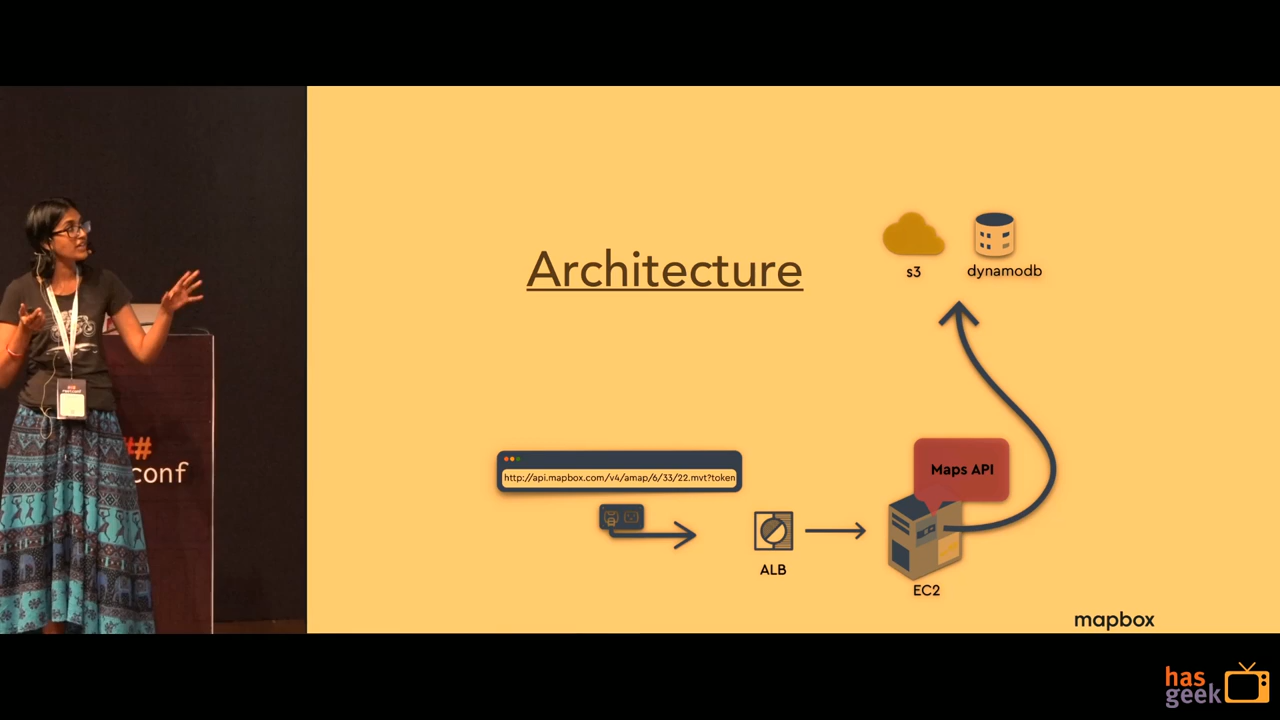 Architecture
s3
dynamodb
http://api.mapbox.com/v4/amap/6/33/22.mvt?token
Maps API
ALB
EC2
mapbox
conf
has
geek